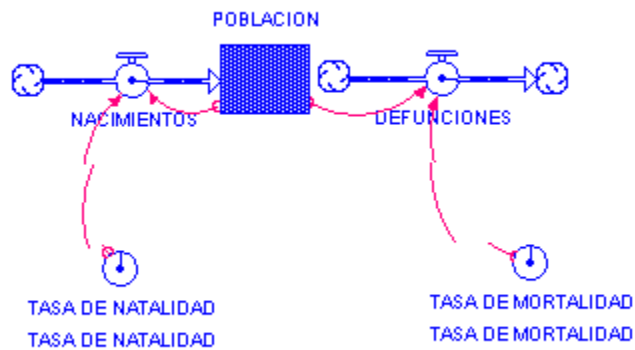 POBLACION
NACIMIENTOS
DEFUNCIONES
TASA DE NATALIDAD
TASA DE NATALIDAD
TASA DE MORTALIDAD
TASA DE MORTALIDAD